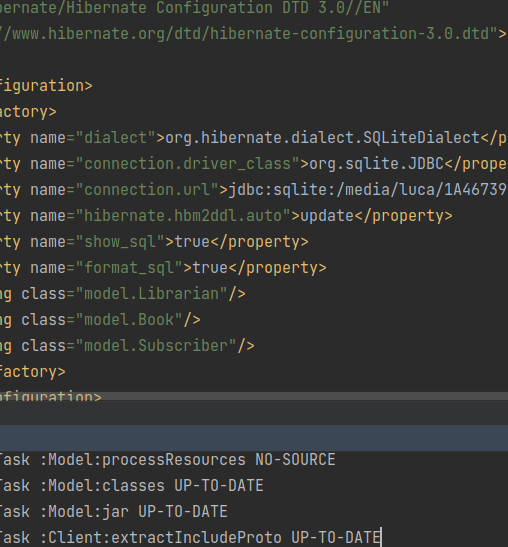 bernate/Hibernate Configuration DTD 3.0//EN"
//www.hibernate.org/dtd/hibernate-configuration-3.0.dtd">
figuration>
actory>
rty name="dialect">org.hibernate.dialect.SQLiteDialect</p
rty name="connection.driver_class">org.sqlite.JDBC</prope
rty name="connection.url">jdbc:sqlite:/media/luca/1A46739
rty name="hibernate.hbm2ddl.auto">update</property>
rty name="show_sql">true</property>
rty name="format_sql">true</property>
ng class="model.Librarian"/>
ng class="model.Book"/>
ng class="model.Subscriber"/>
factory>
nfiguration>
Task :Model:processResources NO-SOURCE
Task :Model:classes UP-TO-DATE
Task :Model:jar UP-TO-DATE
Task :Client:extractIncludeProto UP-TO-DATE